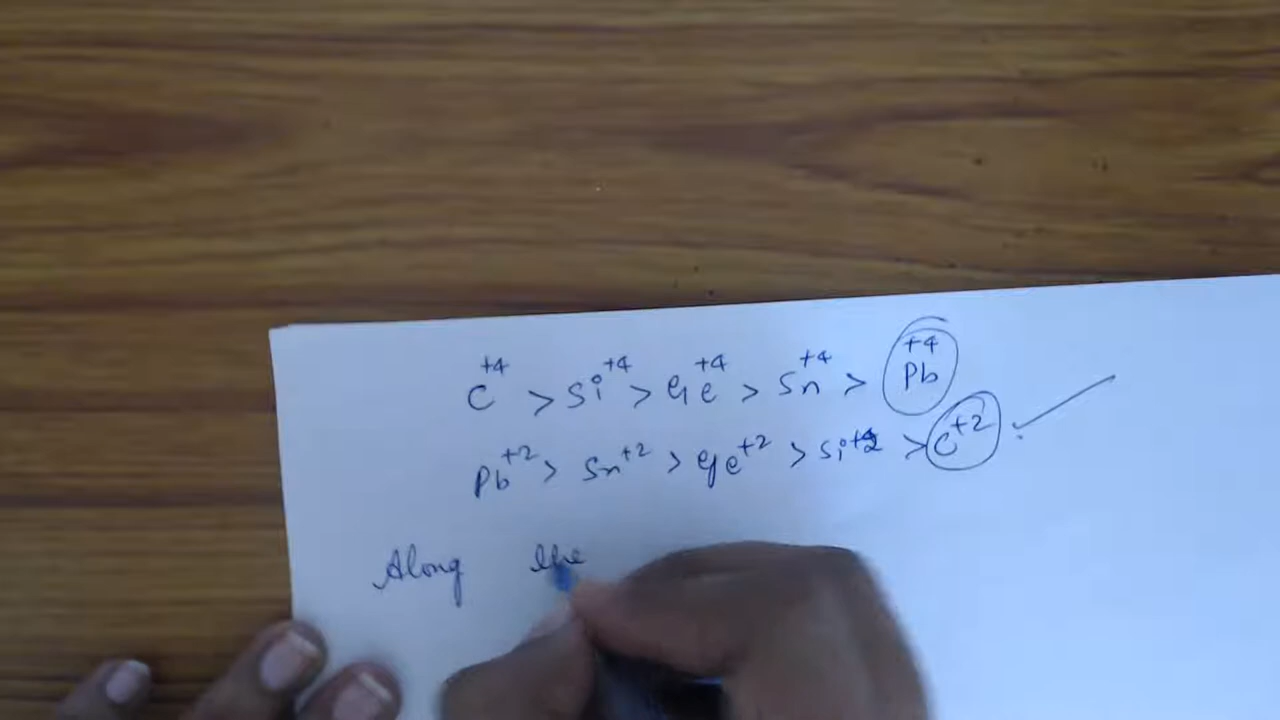 C⁺⁴ > Si⁺⁴ > Ge⁺⁴ > Sn⁺⁴ > Pb⁺⁴
Pb⁺² > Sn⁺² > Ge⁺² > Si⁺² > C⁺²
Along the